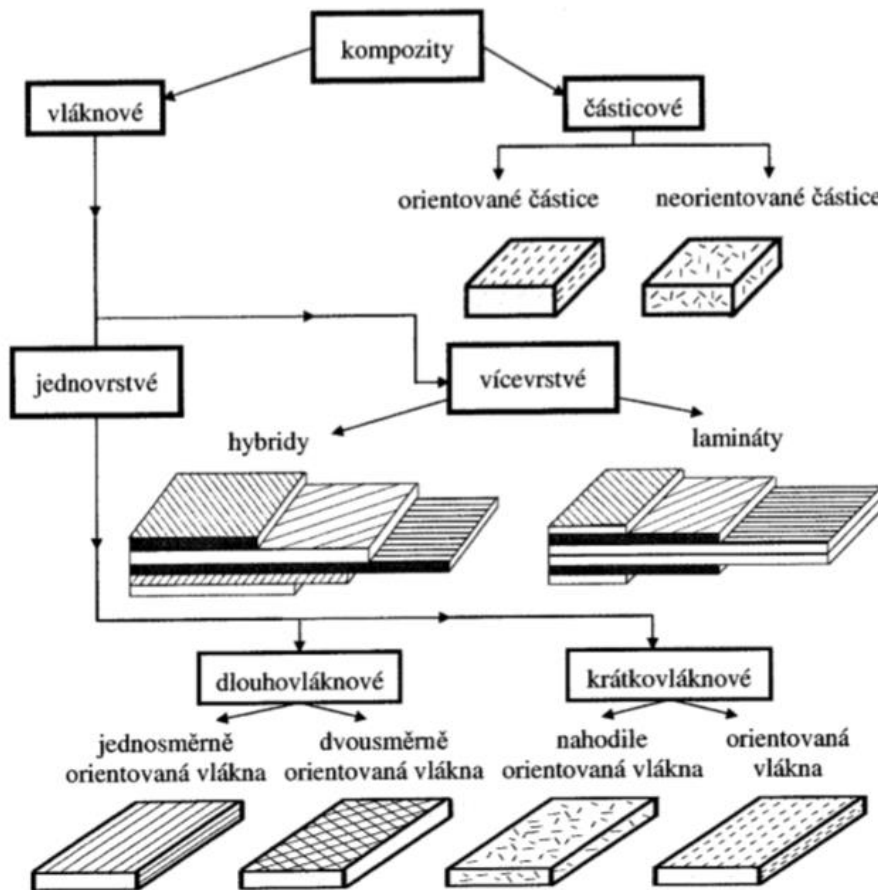 kompozity
vláknové
částicové
orientované částice
neorientované částice
jednovrstvé
vícevrstvé
hybridy
lamináty
dlouhovláknové
krátkovláknové
jednosměrně
orientovaná vlákna
dvousměrně
orientovaná vlákna
nahodile
orientovaná vlákna
orientovaná
vlákna